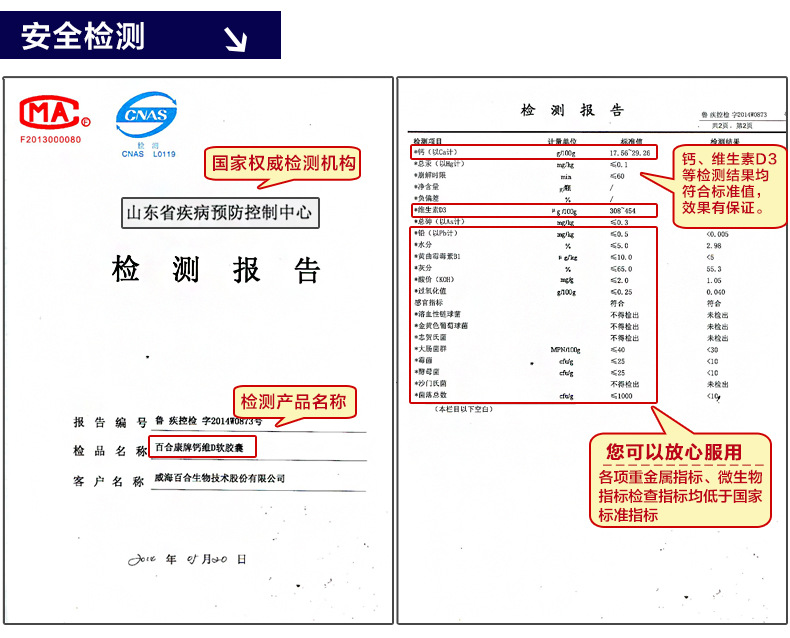 安全检测
MA
F2013000080
CNAS
检 测
CNAS L0119
国家权威检测机构
山东省疾病预防控制中心
检 测 报 告
检测产品名称
报 告 编 号 鲁 疾控检 字2014W0873号
检 品 名 称 百合康牌钙维D软胶囊
客 户 名 称 威海百合生物技术股份有限公司
年 05月20 日
检 测 报 告
鲁 疾控检 字2014W0873
共2页、第2页
检测项目 计量单位 标准值 检测结果
*钙（以Ca计） g/100g 17.56~29.26
*总汞（以Hg计） mg/kg ≤0.1
*崩解时限 min ≤60
*净含量 g/瓶 /
*负偏差 % /
*维生素D3 μg/100g 308~454
*总砷（以As计） mg/kg ≤0.3
*铅（以Pb计） mg/kg ≤0.5 <0.005
*水分 % ≤5.0 2.98
*黄曲霉毒素B1 μg/kg ≤10.0 <5
*灰分 % ≤65.0 55.3
*酸价（KOH） mg/g ≤2.0 1.05
*过氧化值 g/100g ≤0.25 0.040
感官指标 符合 符合
*溶血性链球菌 不得检出 未检出
*金黄色葡萄球菌 不得检出 未检出
*志贺氏菌 不得检出 未检出
*大肠菌群 MPN/100g ≤40 <30
*霉菌 cfu/g ≤25 <10
*酵母菌 cfu/g ≤25 <10
*沙门氏菌 不得检出 未检出
*菌落总数 cfu/g ≤1000 <10
（本栏目以下空白）
钙、维生素D3
等检测结果均
符合标准值，
效果有保证。
您可以放心服用
各项重金属指标、微生物
指标检查指标均低于国家
标准指标